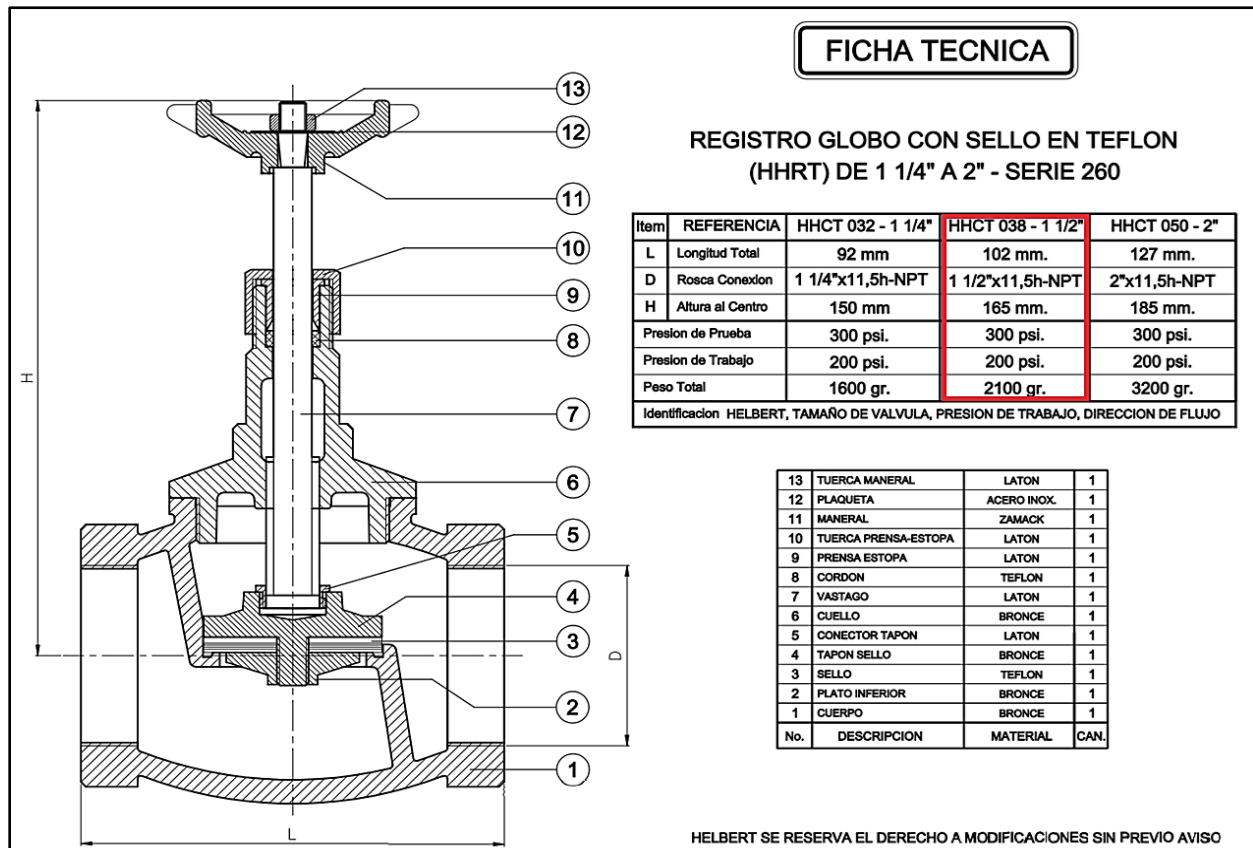 FICHA TECNICA
REGISTRO GLOBO CON SELLO EN TEFLON
(HHRT) DE 1 1/4" A 2" - SERIE 260
Item REFERENCIA HHCT 032 - 1 1/4" HHCT 038 - 1 1/2" HHCT 050 - 2"
L Longitud Total 92 mm 102 mm. 127 mm.
D Rosca Conexion 1 1/4"x11,5h-NPT 1 1/2"x11,5h-NPT 2"x11,5h-NPT
H Altura al Centro 150 mm 165 mm. 185 mm.
Presion de Prueba 300 psi. 300 psi. 300 psi.
Presion de Trabajo 200 psi. 200 psi. 200 psi.
Peso Total 1600 gr. 2100 gr. 3200 gr.
Identificacion HELBERT, TAMAÑO DE VALVULA, PRESION DE TRABAJO, DIRECCION DE FLUJO
13 TUERCA MANERAL LATON 1
12 PLAQUETA ACERO INOX. 1
11 MANERAL ZAMACK 1
10 TUERCA PRENSA-ESTOPA LATON 1
9 PRENSA ESTOPA LATON 1
8 CORDON TEFLON 1
7 VASTAGO LATON 1
6 CUELLO BRONCE 1
5 CONECTOR TAPON LATON 1
4 TAPON SELLO BRONCE 1
3 SELLO TEFLON 1
2 PLATO INFERIOR BRONCE 1
1 CUERPO BRONCE 1
No. DESCRIPCION MATERIAL CAN.
13
12
11
10
9
8
7
6
5
4
3
2
1
H
D
L
HELBERT SE RESERVA EL DERECHO A MODIFICACIONES SIN PREVIO AVISO